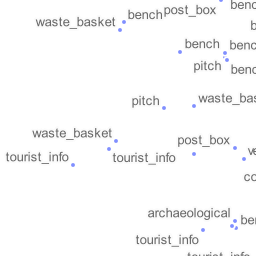 benc
post_box
bench
waste_basket
b
bench
benc
pitch
benc
pitch
waste_bas
waste_basket
post_box
tourist_info
tourist_info
ve
co
archaeological
be
tourist_info
tourist_info